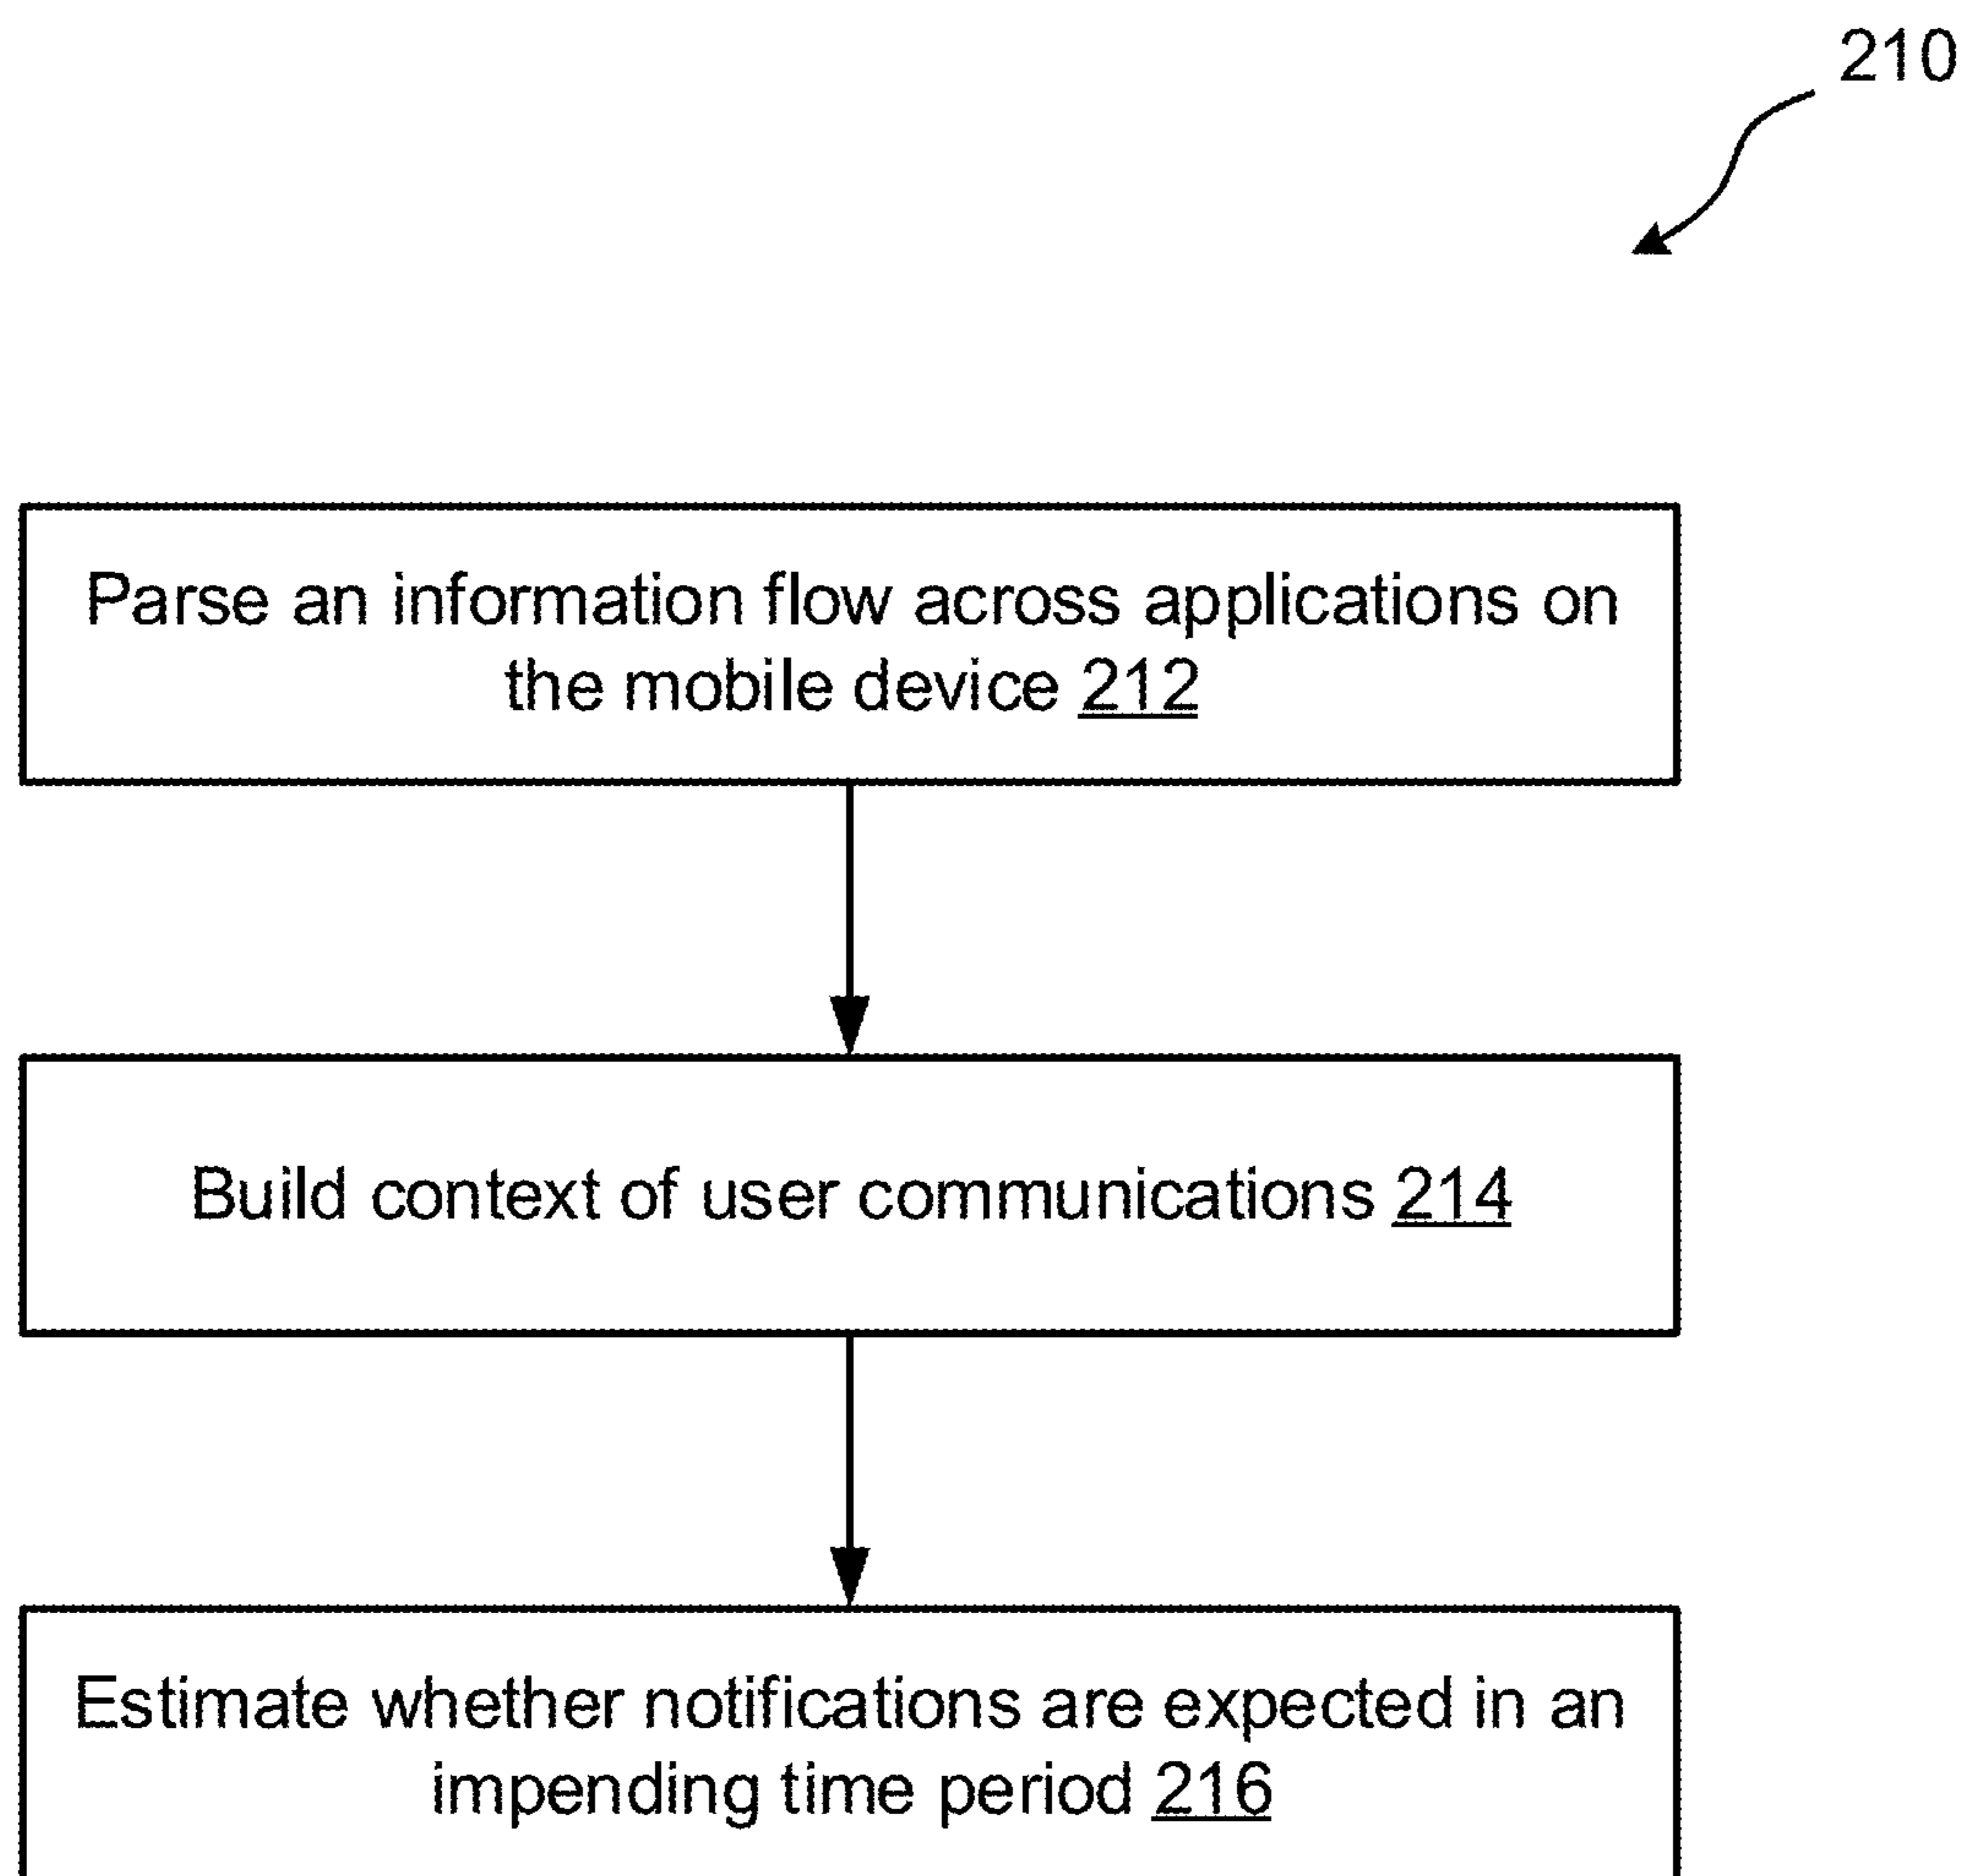 210
Parse an information flow across applications on
the mobile device 212
Build context of user communications 214
Estimate whether notifications are expected in an
impending time period 216